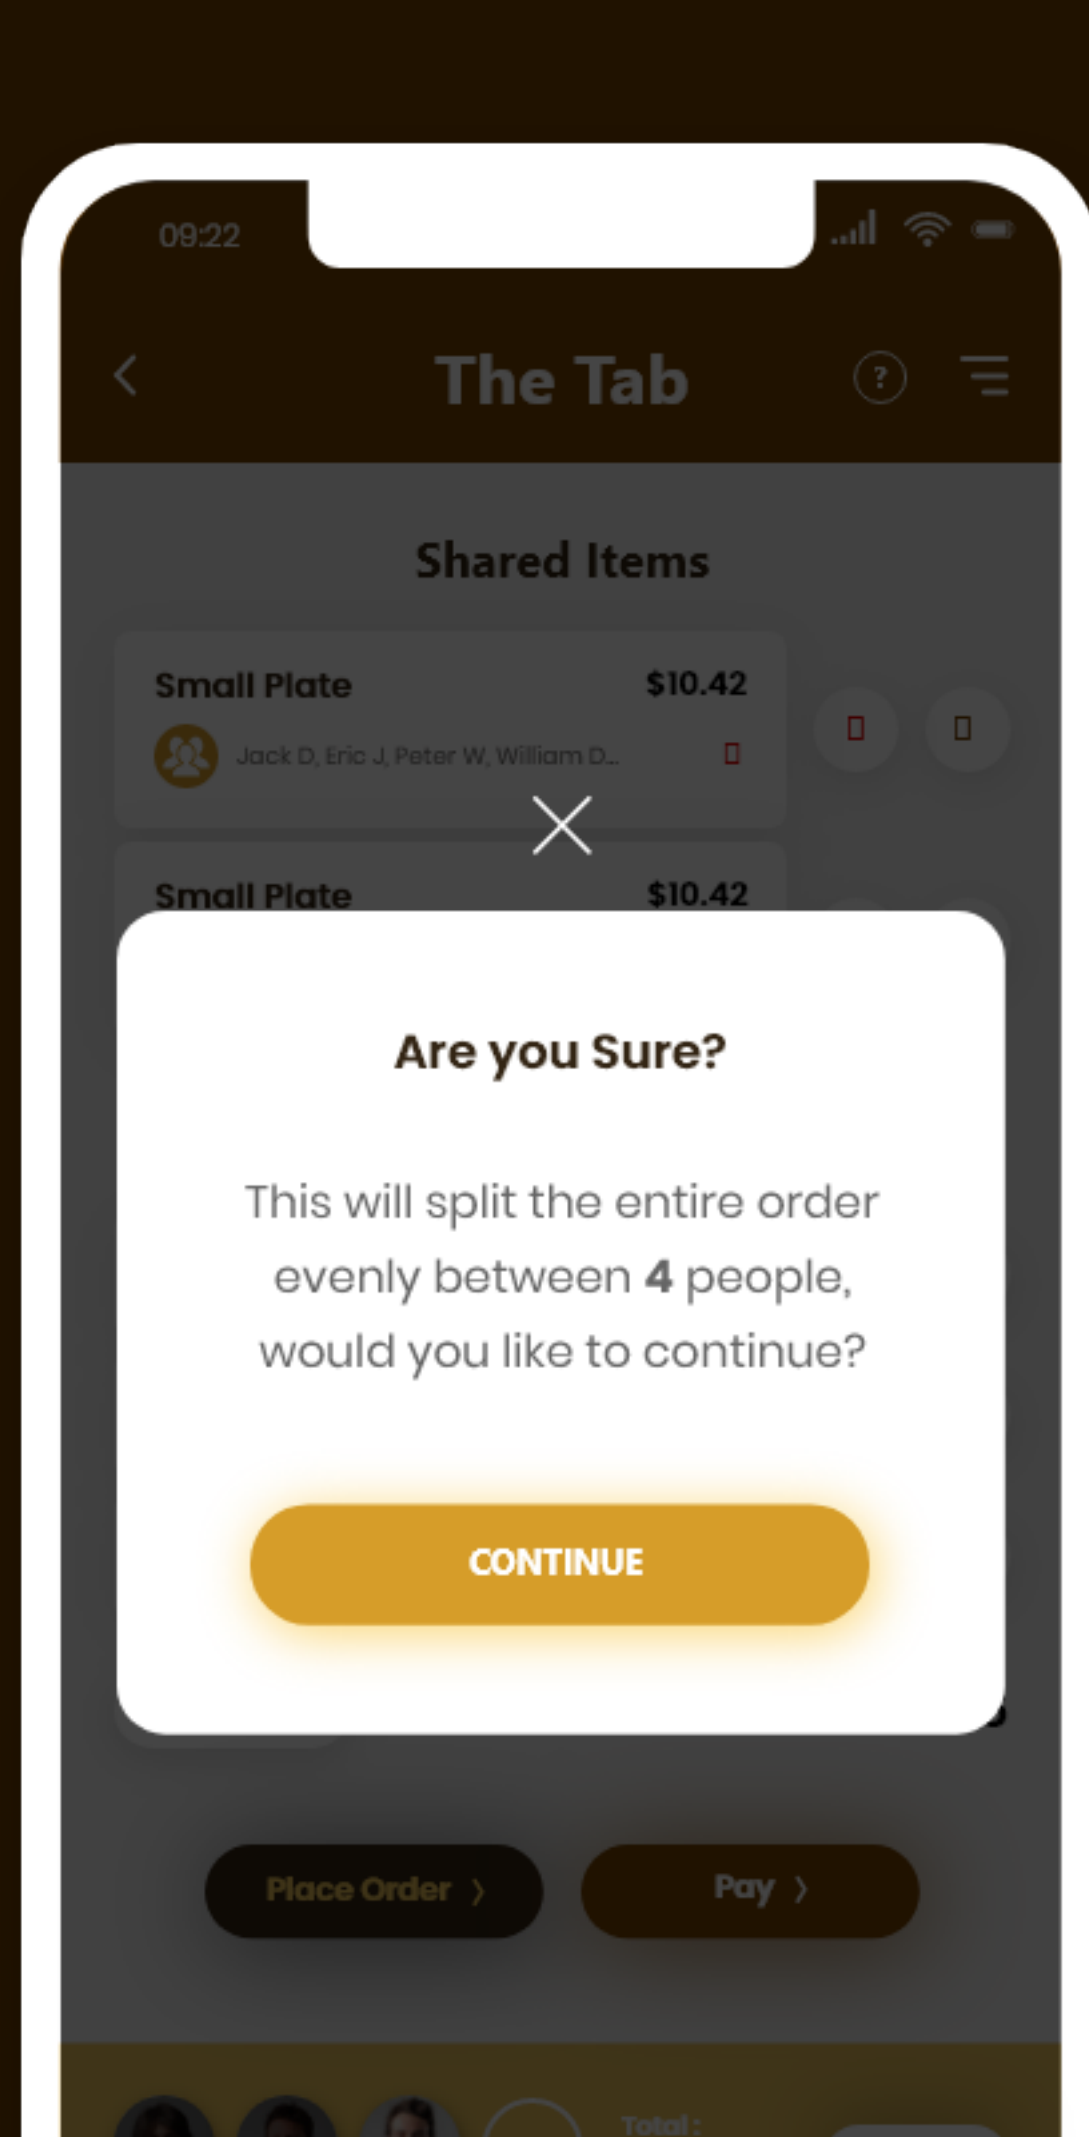 09:22
The Tab
?
Shared Items
Small Plate $10.42
Jack D, Eric J, Peter W, William D...
Small Plate $10.42
Are you Sure?
This will split the entire order
evenly between 4 people,
would you like to continue?
CONTINUE
Place Order
Pay
Total :